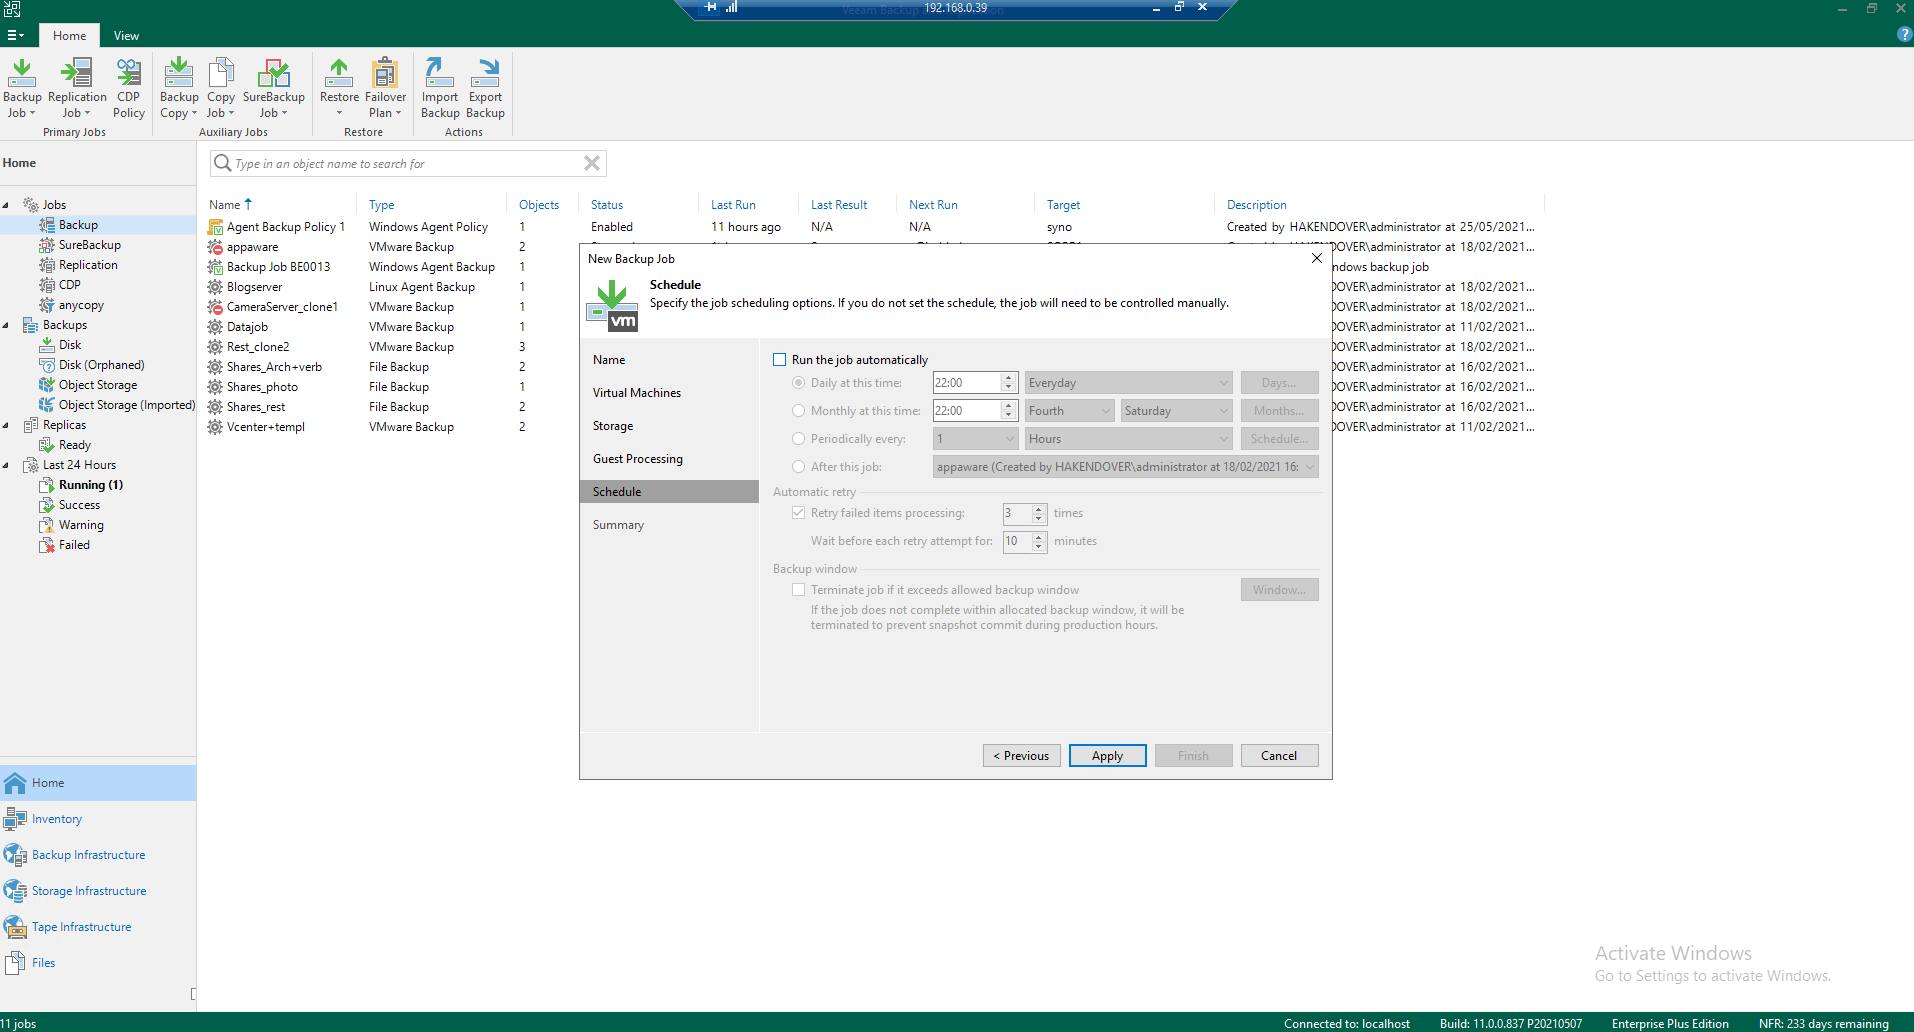 192.168.0.39
Home
View
Backup Job
Replication Job
CDP Policy
Primary Jobs
Backup Copy
Copy Job
SureBackup Job
Auxiliary Jobs
Restore
Failover Plan
Restore
Import Backup
Export Backup
Actions
Home
Type in an object name to search for
Jobs
Backup
SureBackup
Replication
CDP
anycopy
Backups
Disk
Disk (Orphaned)
Object Storage
Object Storage (Imported)
Replicas
Ready
Last 24 Hours
Running (1)
Success
Warning
Failed
Home
Inventory
Backup Infrastructure
Storage Infrastructure
Tape Infrastructure
Files
Name Type Objects Status Last Run Last Result Next Run Target Description
Agent Backup Policy 1 Windows Agent Policy 1 Enabled 11 hours ago N/A N/A syno Created by HAKENDOVER\administrator at 25/05/2021...
appaware VMware Backup 2 DOVER\administrator at 18/02/2021...
Backup Job BE0013 Windows Agent Backup 1 ndows backup job
Blogserver Linux Agent Backup 1 DOVER\administrator at 18/02/2021...
CameraServer_clone1 VMware Backup 1 DOVER\administrator at 18/02/2021...
Datajob VMware Backup 1 DOVER\administrator at 11/02/2021...
Rest_clone2 VMware Backup 3 DOVER\administrator at 18/02/2021...
Shares_Arch+verb File Backup 2 DOVER\administrator at 16/02/2021...
Shares_photo File Backup 1 DOVER\administrator at 16/02/2021...
Shares_rest File Backup 2 DOVER\administrator at 16/02/2021...
Vcenter+templ VMware Backup 2 DOVER\administrator at 11/02/2021...
New Backup Job
Schedule
Specify the job scheduling options. If you do not set the schedule, the job will need to be controlled manually.
vm
Name
Virtual Machines
Storage
Guest Processing
Schedule
Summary
Run the job automatically
Daily at this time: 22:00 Everyday Days...
Monthly at this time: 22:00 Fourth Saturday Months...
Periodically every: 1 Hours Schedule...
After this job: appaware (Created by HAKENDOVER\administrator at 18/02/2021 16:
Automatic retry
Retry failed items processing: 3 times
Wait before each retry attempt for: 10 minutes
Backup window
Terminate job if it exceeds allowed backup window Window...
If the job does not complete within allocated backup window, it will be
terminated to prevent snapshot commit during production hours.
< Previous Apply Finish Cancel
Activate Windows
Go to Settings to activate Windows.
11 jobs
Connected to: localhost Build: 11.0.0.837 P20210507 Enterprise Plus Edition NFR: 233 days remaining